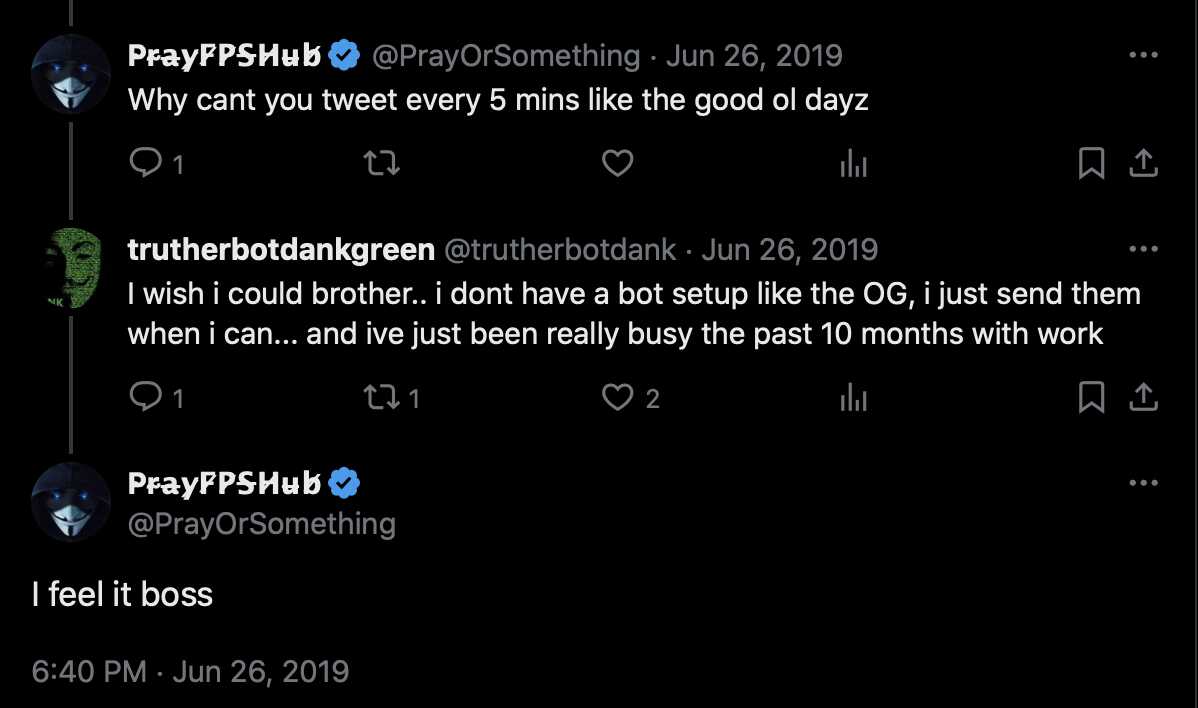 P̶r̶a̶y̶F̶P̶S̶H̶u̶b̶ @PrayOrSomething · Jun 26, 2019
Why cant you tweet every 5 mins like the good ol dayz
1
trutherbotdankgreen @trutherbotdank · Jun 26, 2019
I wish i could brother.. i dont have a bot setup like the OG, i just send them
when i can... and ive just been really busy the past 10 months with work
1 1 2
P̶r̶a̶y̶F̶P̶S̶H̶u̶b̶
@PrayOrSomething
I feel it boss
6:40 PM · Jun 26, 2019
NK